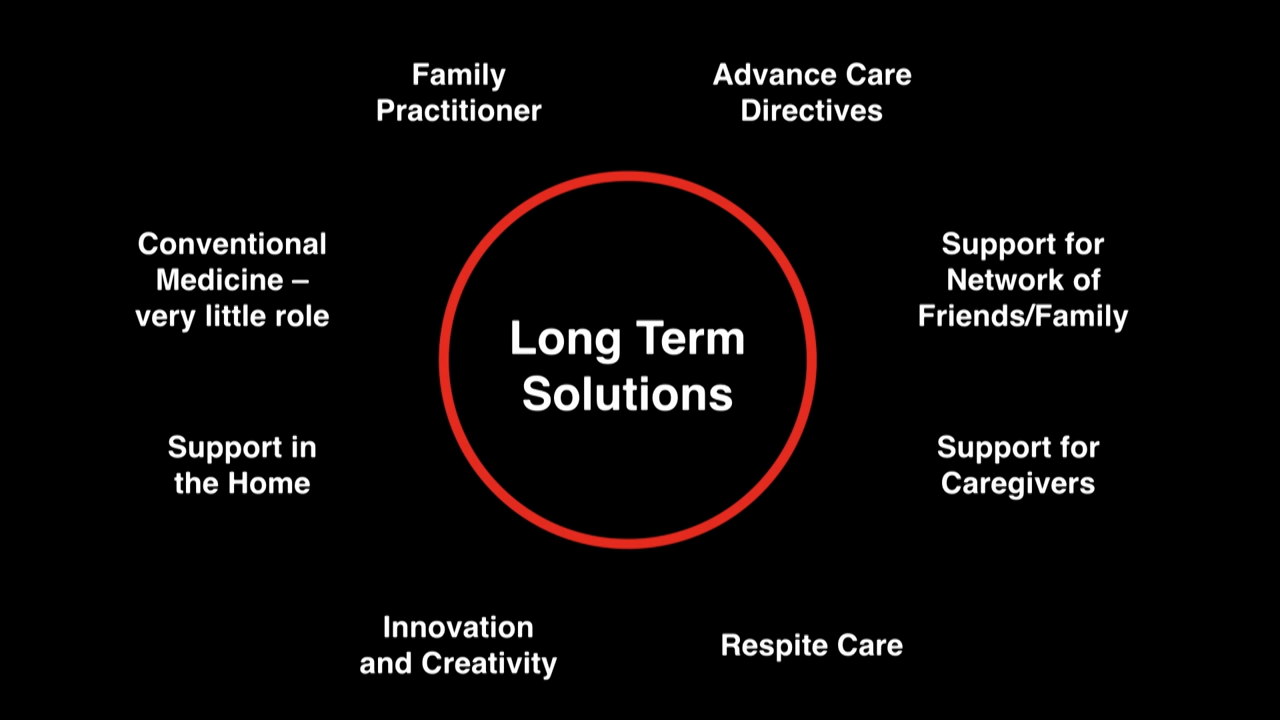 Family
Practitioner
Advance Care
Directives
Conventional
Medicine –
very little role
Support for
Network of
Friends/Family
Long Term
Solutions
Support in
the Home
Support for
Caregivers
Innovation
and Creativity
Respite Care